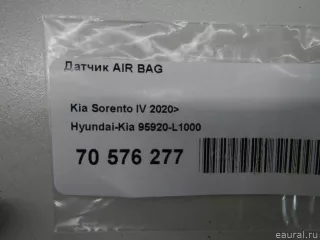 Датчик AIR BAG
Kia Sorento IV 2020>
Hyundai-Kia 95920-L1000
70 576 277
eaural.ru